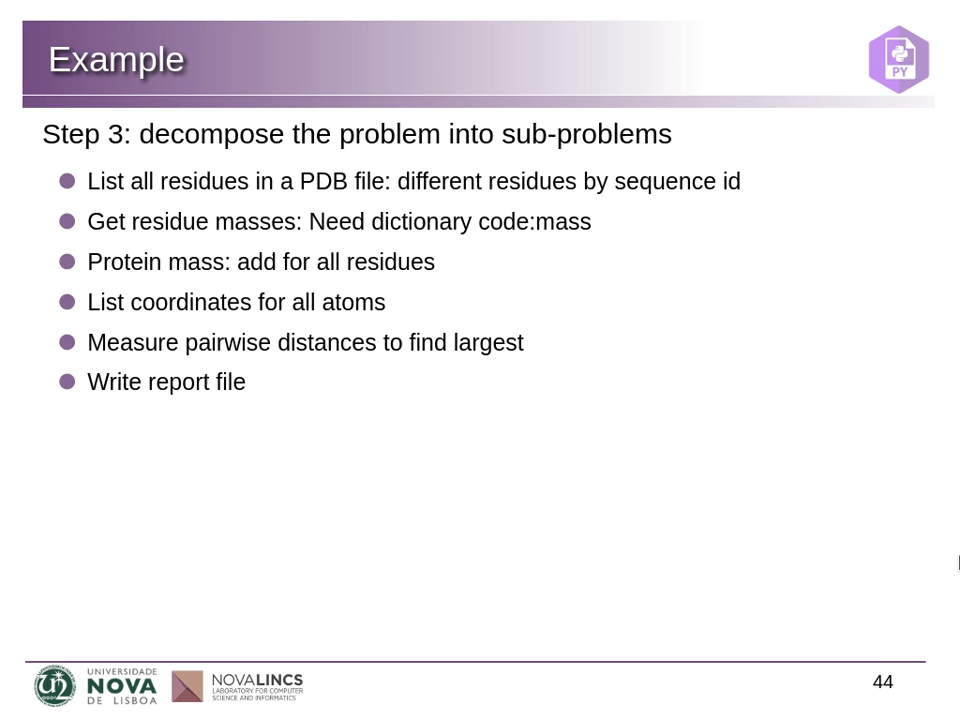 Example
PY
Step 3: decompose the problem into sub-problems
List all residues in a PDB file: different residues by sequence id
Get residue masses: Need dictionary code:mass
Protein mass: add for all residues
List coordinates for all atoms
Measure pairwise distances to find largest
Write report file
UNIVERSIDADE
NOVA
DE LISBOA
NOVALINCS
LABORATORY FOR COMPUTER
SCIENCE AND INFORMATICS
44